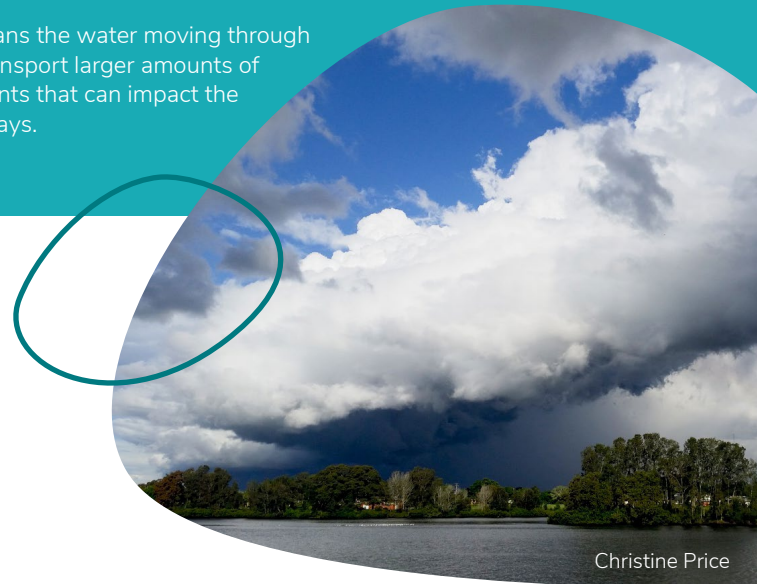 ans the water moving through
nsport larger amounts of
nts that can impact the
ays.
Christine Price